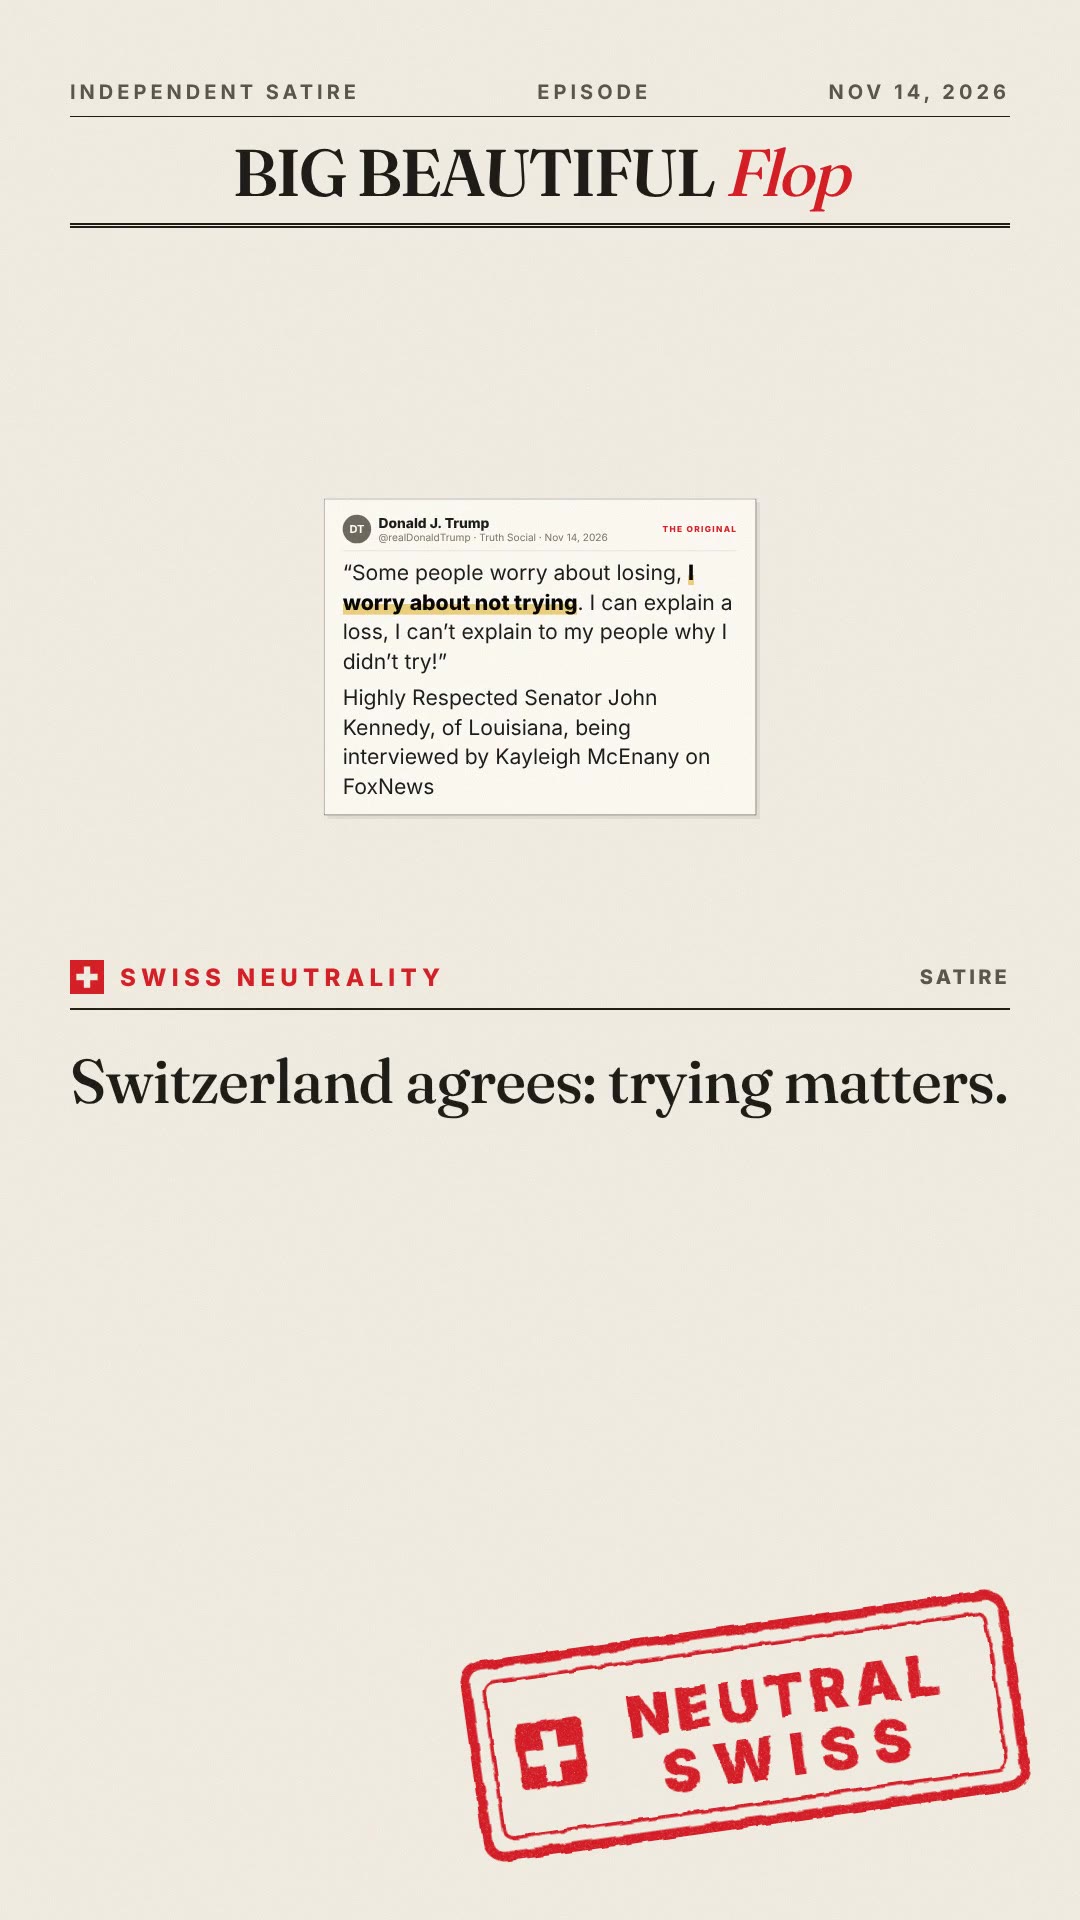 INDEPENDENT SATIRE EPISODE NOV 14, 2026
BIG BEAUTIFUL Flop
DT Donald J. Trump THE ORIGINAL
@realDonaldTrump · Truth Social · Nov 14, 2026
“Some people worry about losing, I
worry about not trying. I can explain a
loss, I can’t explain to my people why I
didn’t try!”
Highly Respected Senator John
Kennedy, of Louisiana, being
interviewed by Kayleigh McEnany on
FoxNews
SWISS NEUTRALITY SATIRE
Switzerland agrees: trying matters.
NEUTRAL
SWISS